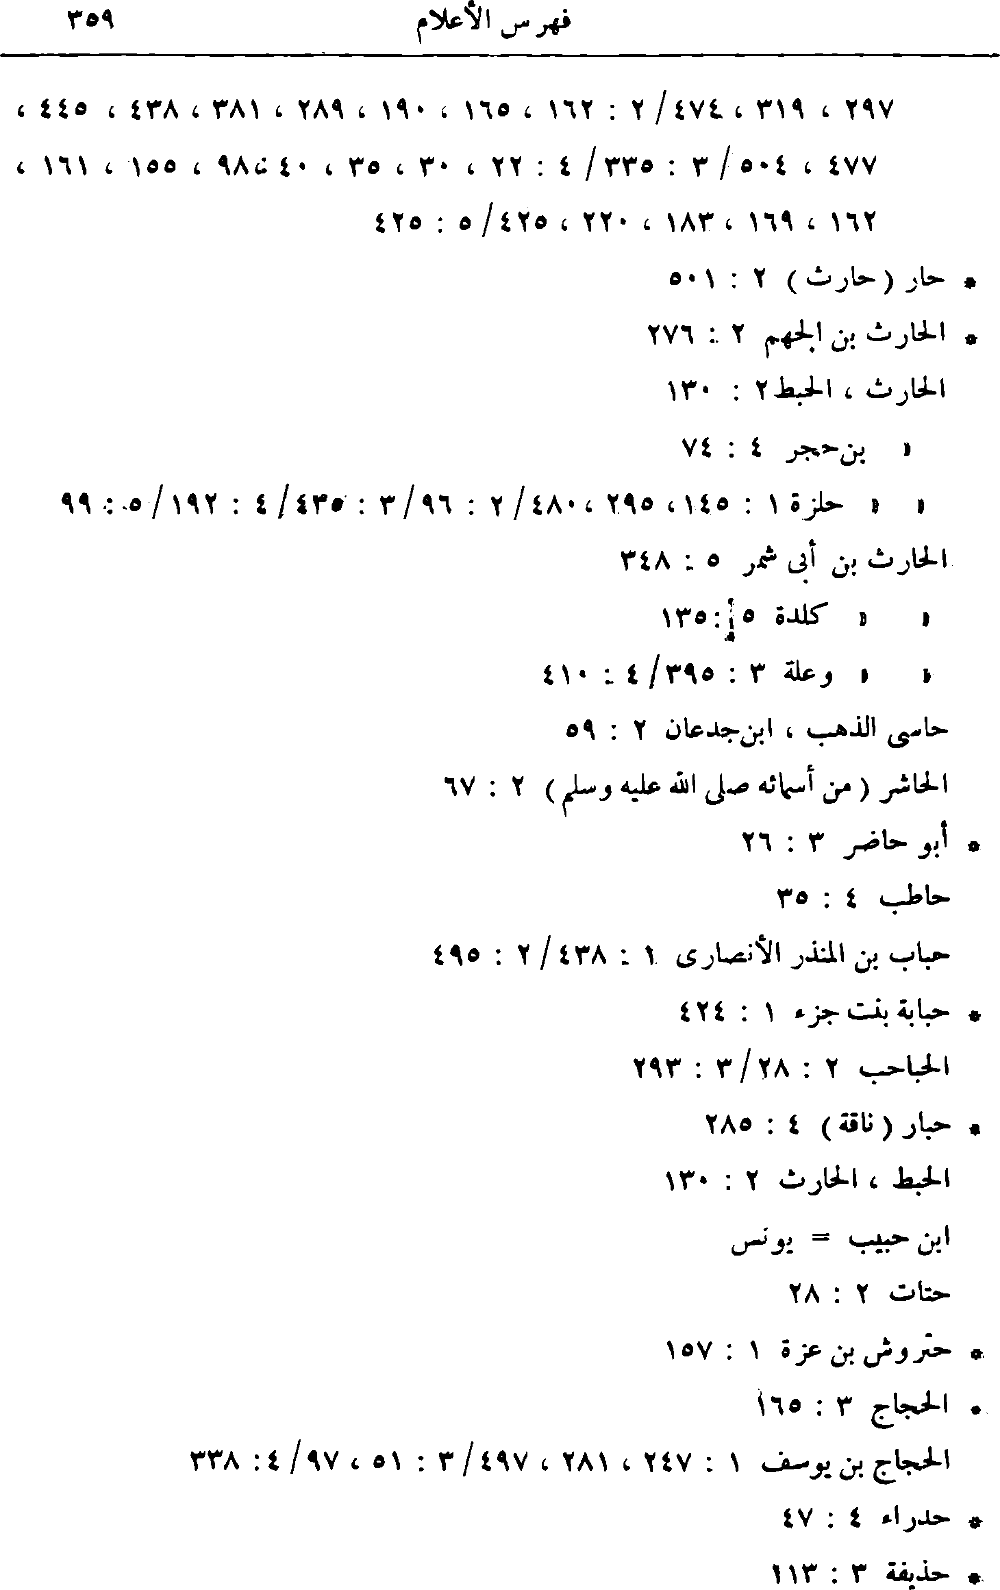 فهرس الأعلام ٣٥٩
٢٩٧ ، ٣١٩ ، ٤٧٤/ ٢ : ١٦٢ ، ١٦٥ ، ١٩٠ ، ٢٨٩ ، ٣٨١ ، ٤٣٨ ، ٤٤٥ ،
٤٧٧ ، ٥٠٤/ ٣ : ٣٣٥/ ٤ : ٢٢ ، ٣٠ ، ٣٥ ، ٤٠ ، ٩٨ ، ١٥٥ ، ١٦١ ،
١٦٢ ، ١٦٩ ، ١٨٣ ، ٢٢٠ ، ٤٢٥/ ٥ : ٤٢٥
* حار ( حارث ) ٢ : ٥٠١
* الحارث بن الجهم ٢ : ٢٧٦
الحارث ، الحبط ٢ : ١٣٠
» بن حجر ٤ : ٧٤
» » حلزة ١ : ١٤٥ ، ٢٩٥ ، ٤٨٠/ ٢ : ٩٦/ ٣ : ٤٣٥/ ٤ : ١٩٢/ ٥ : ٩٩
الحارث بن أبى شمر ٥ : ٣٤٨
» » كلدة ٥ : ١٣٥
» » وعلة ٣ : ٣٩٥/ ٤ : ٤١٠
حاسى الذهب ، ابن جدعان ٢ : ٥٩
الحاشر ( من أسمائه صلى الله عليه وسلم ) ٢ : ٦٧
* أبو حاضر ٣ : ٢٦
حاطب ٤ : ٣٥
حباب بن المنذر الأنصارى ١ : ٤٣٨/ ٢ : ٤٩٥
* حبابة بنت جزء ١ : ٤٢٤
الحباحب ٢ : ٢٨/ ٣ : ٢٩٣
* حبار ( ناقة ) ٤ : ٢٨٥
الحبط ، الحارث ٢ : ١٣٠
ابن حبيب = يونس
حتات ٢ : ٢٨
* حتروش بن عزة ١ : ١٥٧
* الحجاج ٣ : ١٦٥
الحجاج بن يوسف ١ : ٢٤٧ ، ٢٨١ ، ٤٩٧/ ٣ : ٥١ ، ٩٧/ ٤ : ٣٣٨
* حدراء ٤ : ٤٧
* حذيفة ٣ : ١١٣